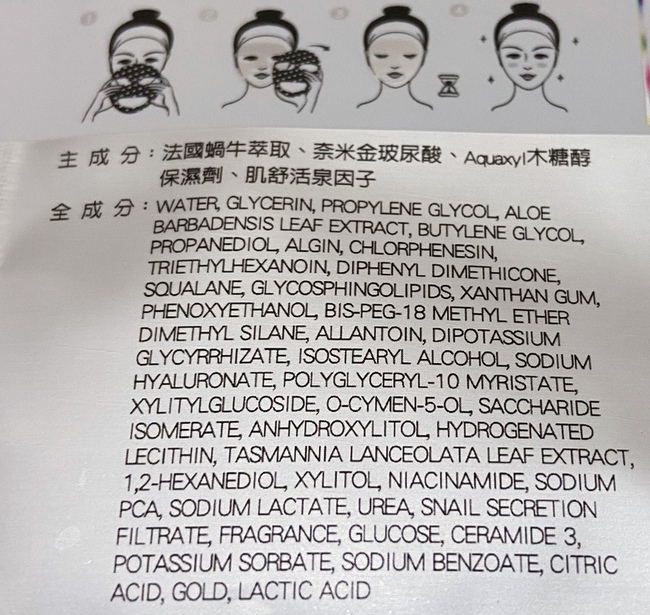 1 2 3 4
主成分：法國蝸牛萃取、奈米金玻尿酸、Aquaxyl木糖醇
保濕劑、肌舒活泉因子
全成分：WATER, GLYCERIN, PROPYLENE GLYCOL, ALOE
BARBADENSIS LEAF EXTRACT, BUTYLENE GLYCOL,
PROPANEDIOL, ALGIN, CHLORPHENESIN,
TRIETHYLHEXANOIN, DIPHENYL DIMETHICONE,
SQUALANE, GLYCOSPHINGOLIPIDS, XANTHAN GUM,
PHENOXYETHANOL, BIS-PEG-18 METHYL ETHER
DIMETHYL SILANE, ALLANTOIN, DIPOTASSIUM
GLYCYRRHIZATE, ISOSTEARYL ALCOHOL, SODIUM
HYALURONATE, POLYGLYCERYL-10 MYRISTATE,
XYLITYLGLUCOSIDE, O-CYMEN-5-OL, SACCHARIDE
ISOMERATE, ANHYDROXYLITOL, HYDROGENATED
LECITHIN, TASMANNIA LANCEOLATA LEAF EXTRACT,
1,2-HEXANEDIOL, XYLITOL, NIACINAMIDE, SODIUM
PCA, SODIUM LACTATE, UREA, SNAIL SECRETION
FILTRATE, FRAGRANCE, GLUCOSE, CERAMIDE 3,
POTASSIUM SORBATE, SODIUM BENZOATE, CITRIC
ACID, GOLD, LACTIC ACID